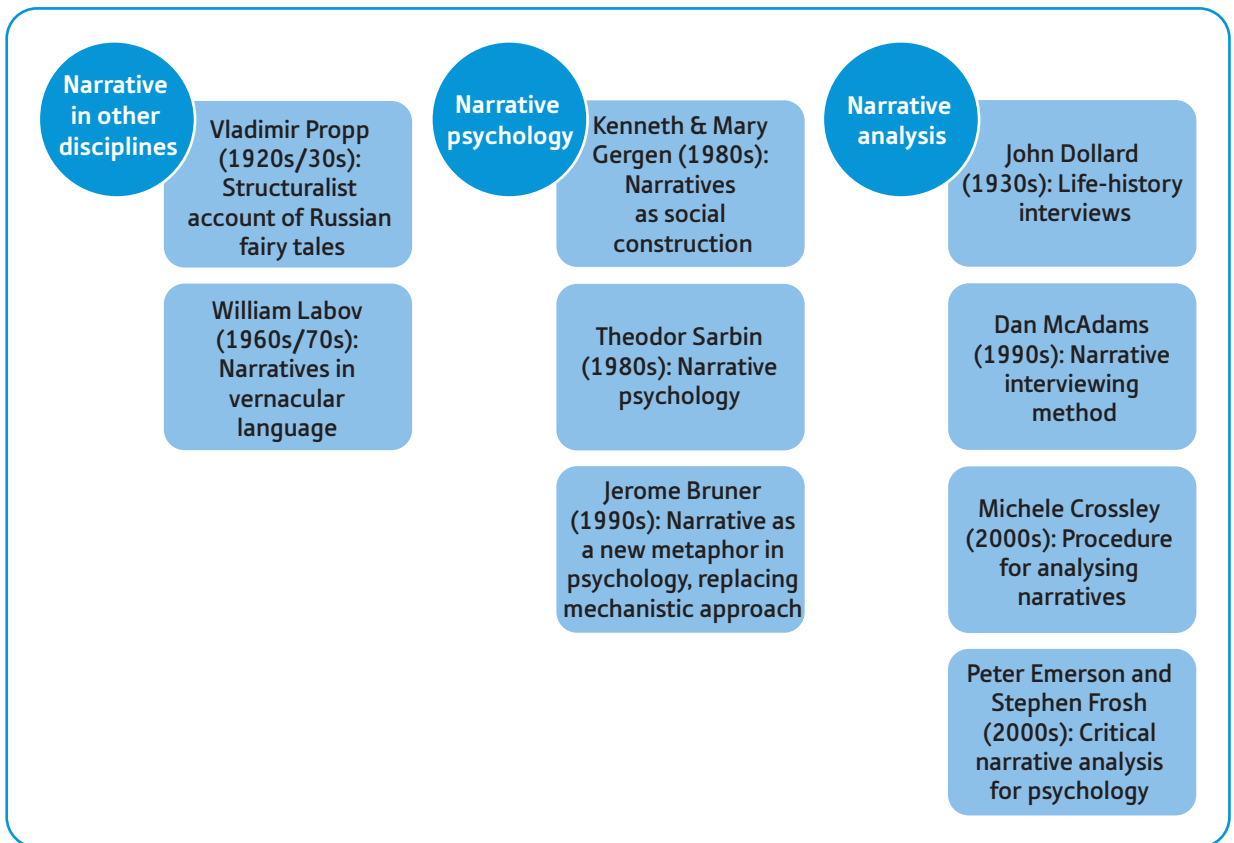 Narrative
in other
disciplines
Vladimir Propp
(1920s/30s):
Structuralist
account of Russian
fairy tales
William Labov
(1960s/70s):
Narratives in
vernacular
language
Narrative
psychology
Kenneth & Mary
Gergen (1980s):
Narratives
as social
construction
Theodor Sarbin
(1980s): Narrative
psychology
Jerome Bruner
(1990s): Narrative as
a new metaphor in
psychology, replacing
mechanistic approach
Narrative
analysis
John Dollard
(1930s): Life-history
interviews
Dan McAdams
(1990s): Narrative
interviewing
method
Michele Crossley
(2000s): Procedure
for analysing
narratives
Peter Emerson and
Stephen Frosh
(2000s): Critical
narrative analysis
for psychology